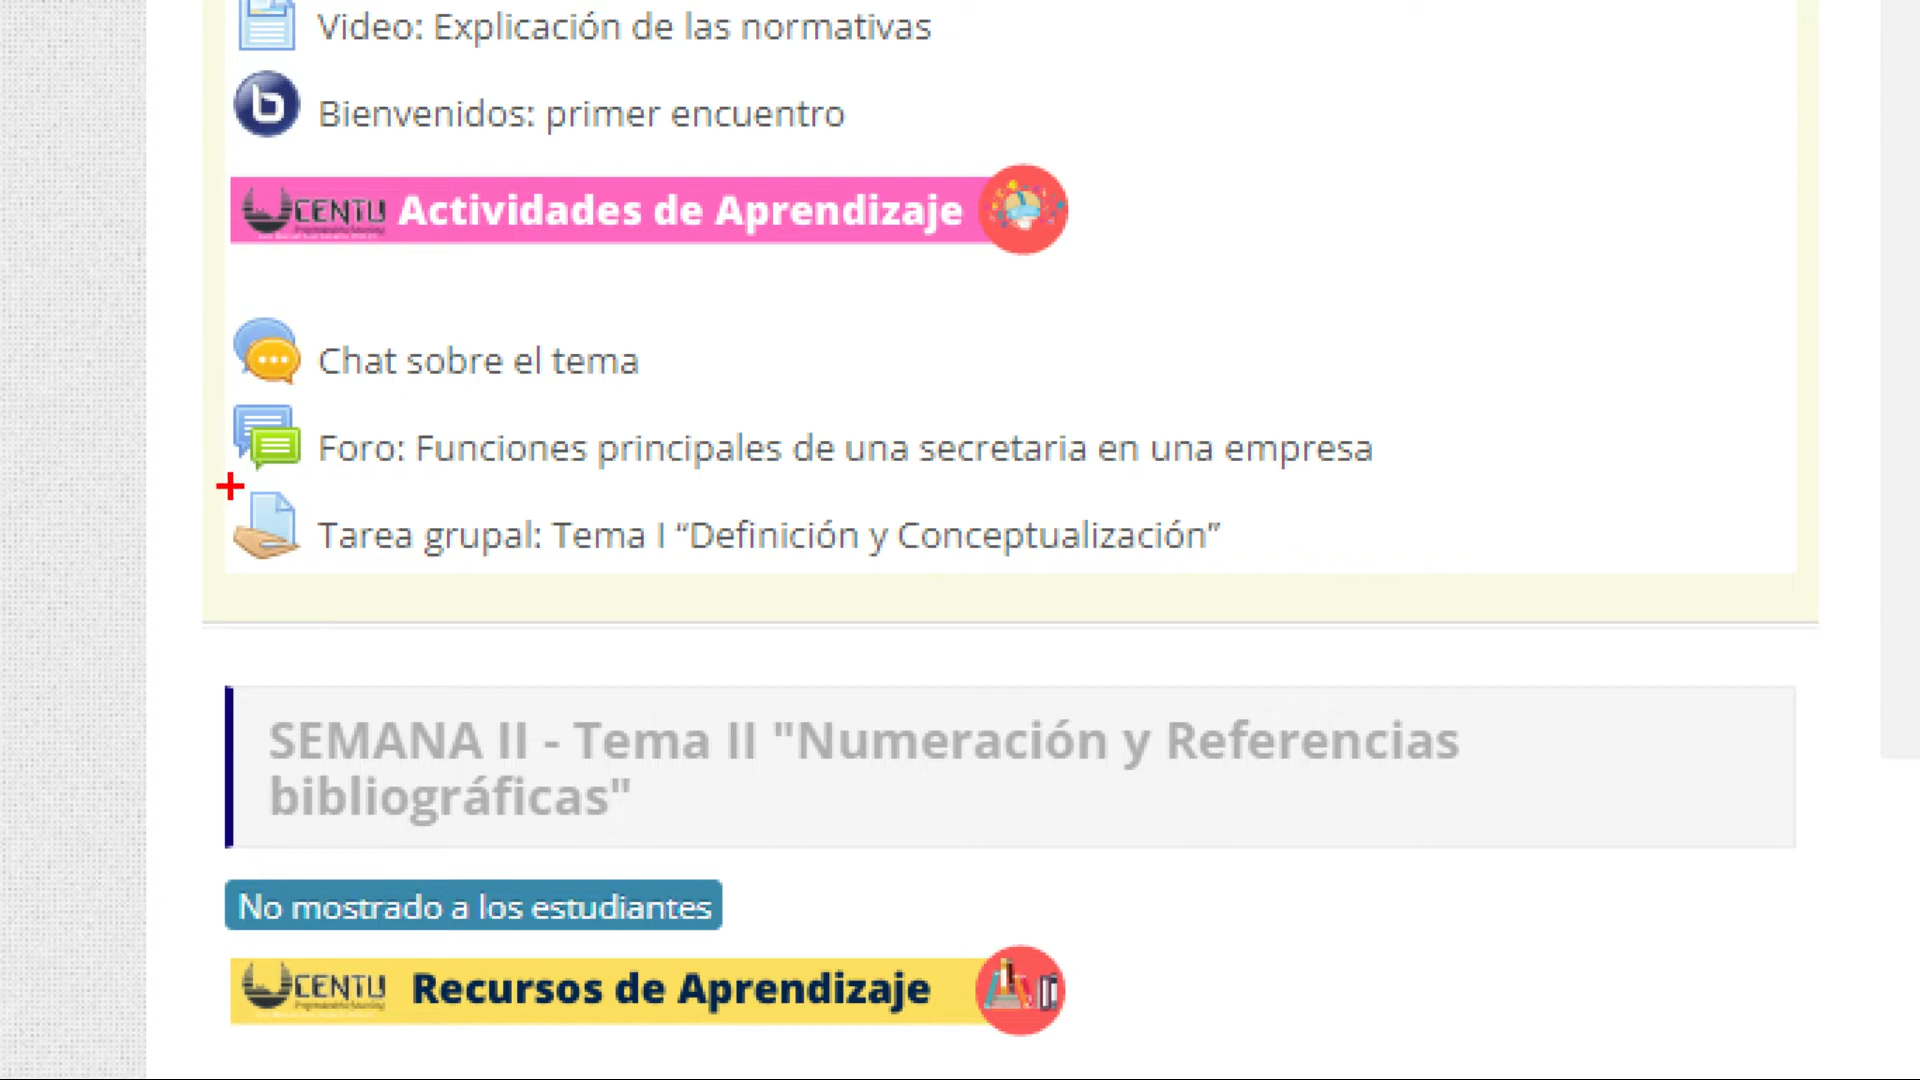 Video: Explicación de las normativas
Bienvenidos: primer encuentro
UCENTU Actividades de Aprendizaje
Chat sobre el tema
Foro: Funciones principales de una secretaria en una empresa
Tarea grupal: Tema I “Definición y Conceptualización”
SEMANA II - Tema II "Numeración y Referencias
bibliográficas"
No mostrado a los estudiantes
UCENTU Recursos de Aprendizaje